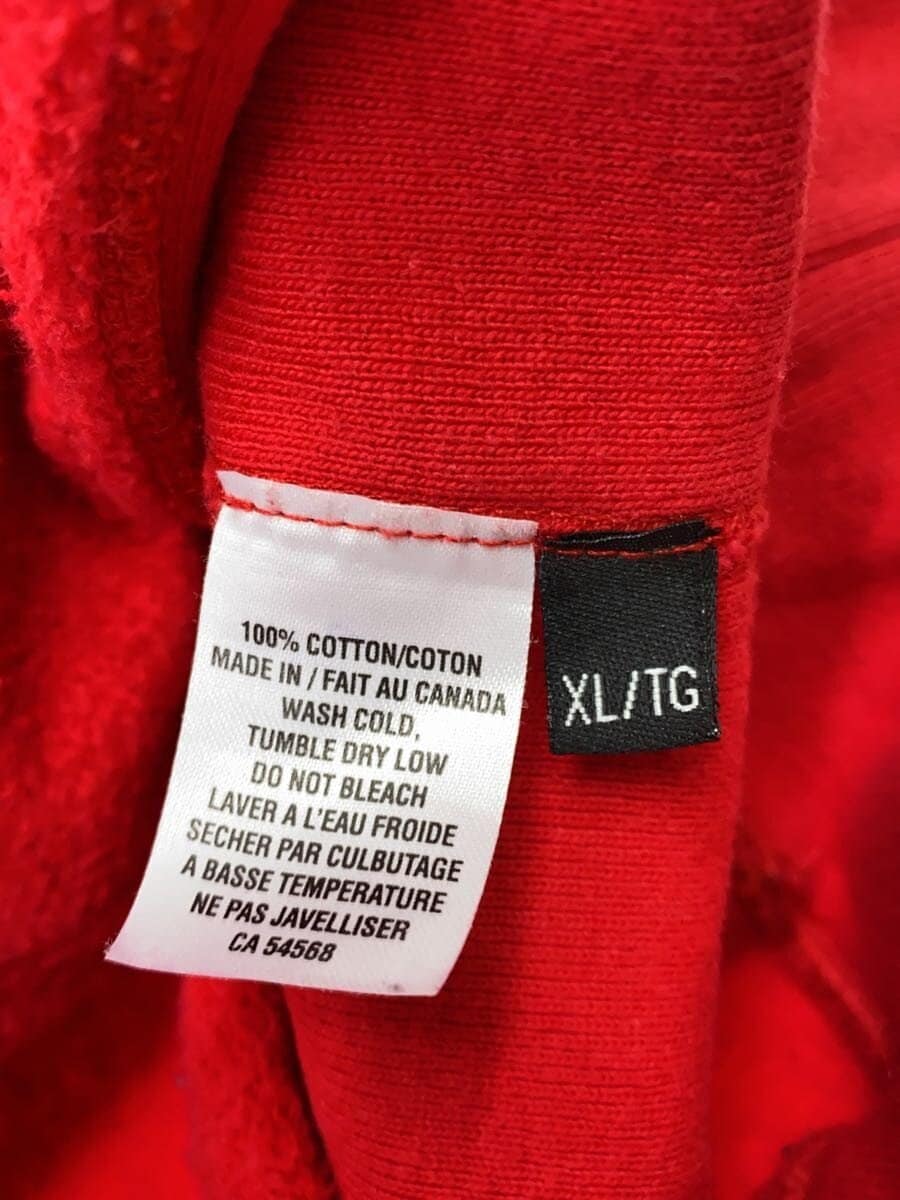 100% COTTON/COTON
MADE IN / FAIT AU CANADA
WASH COLD,
TUMBLE DRY LOW
DO NOT BLEACH
LAVER A L'EAU FROIDE
SECHER PAR CULBUTAGE
A BASSE TEMPERATURE
NE PAS JAVELLISER
CA 54568
XL/TG